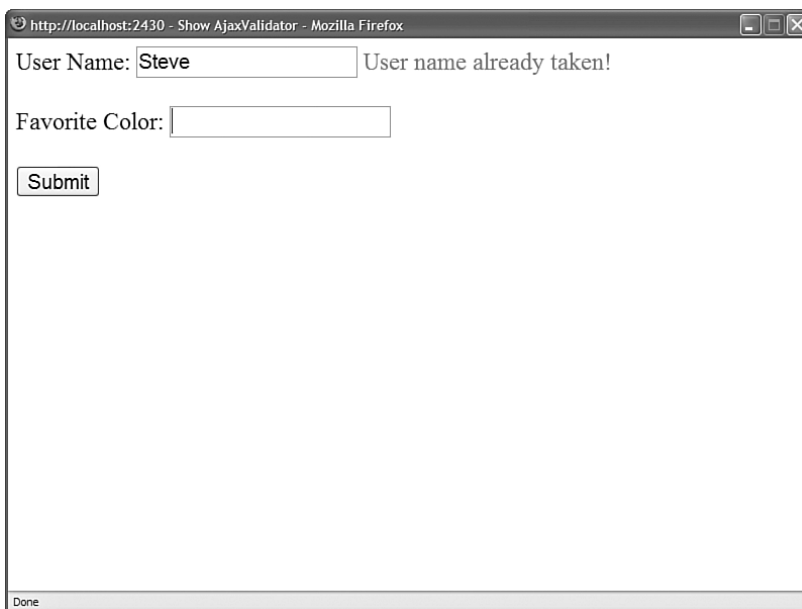 http://localhost:2430 - Show AjaxValidator - Mozilla Firefox
User Name: Steve User name already taken!
Favorite Color:
Submit
Done